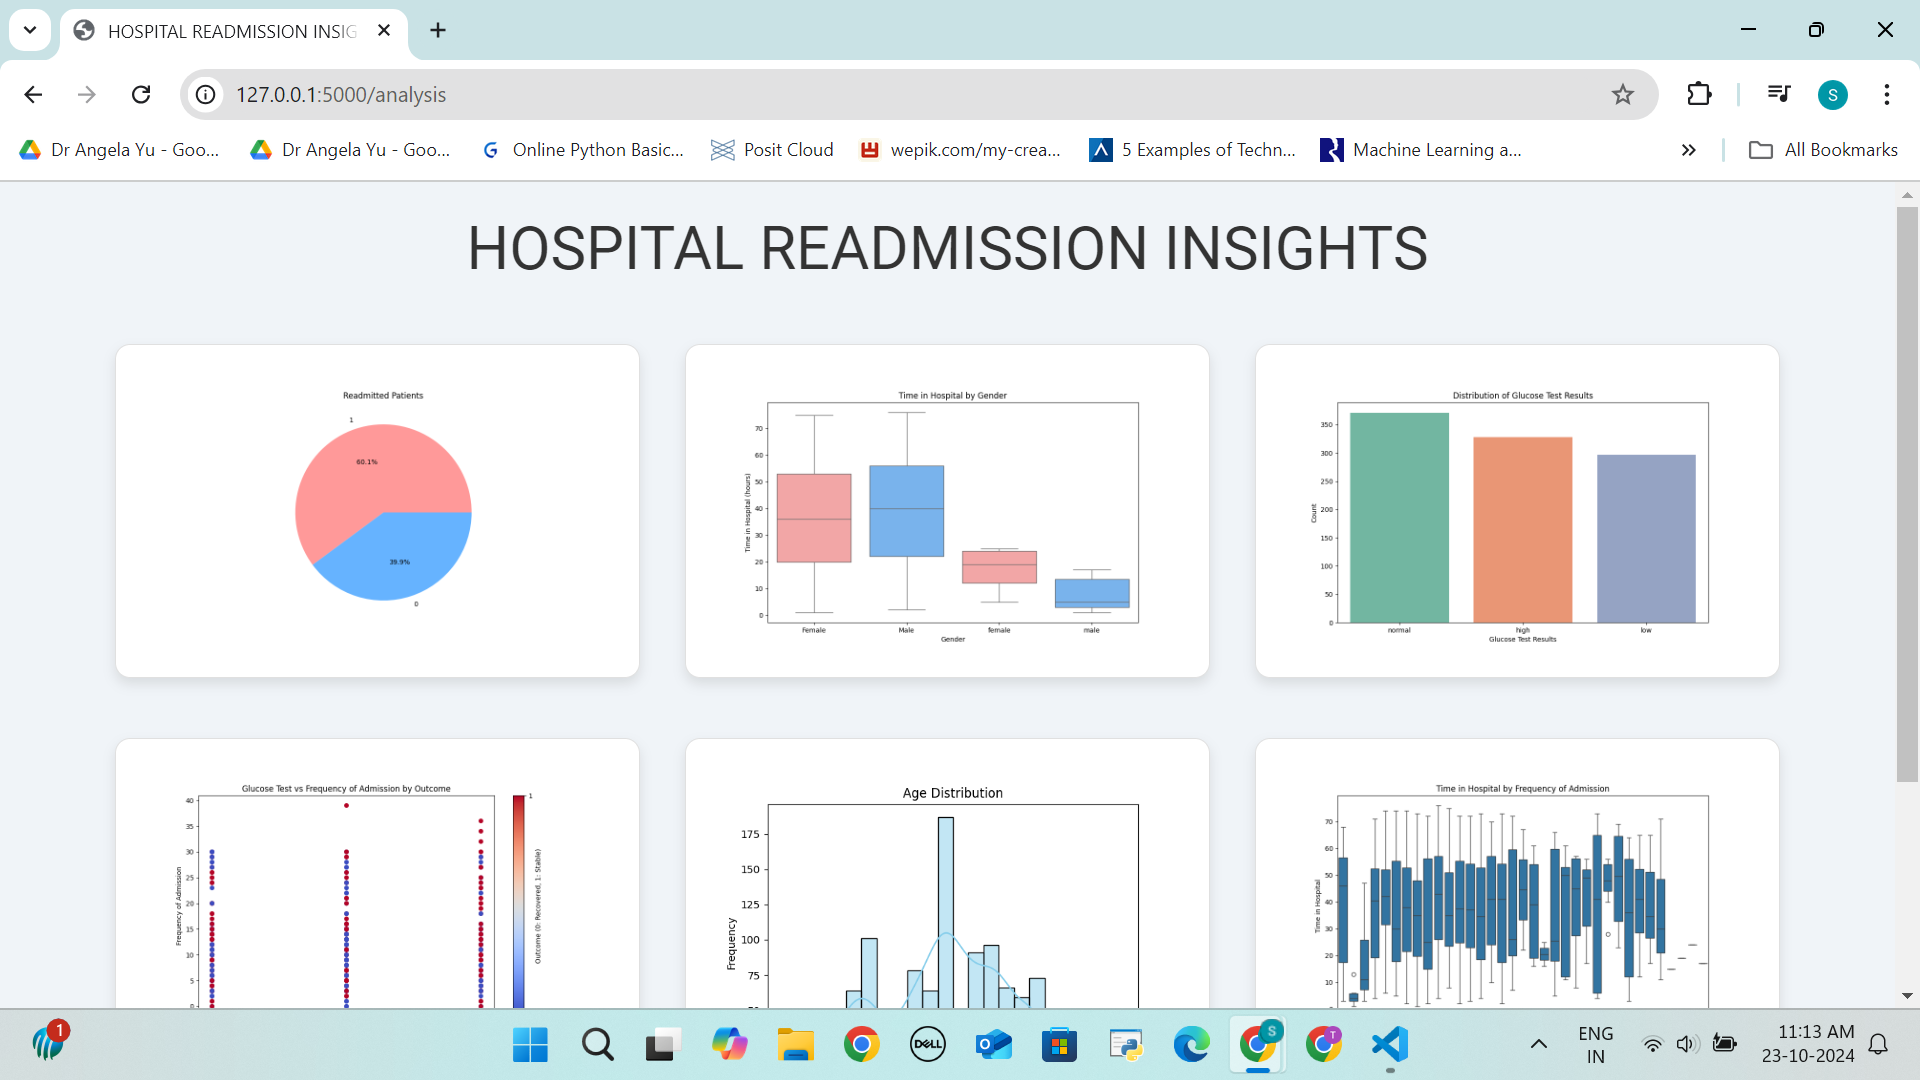 HOSPITAL READMISSION INSIG
127.0.0.1:5000/analysis
S
Dr Angela Yu - Goo...
Dr Angela Yu - Goo...
Online Python Basic...
Posit Cloud
wepik.com/my-crea...
5 Examples of Techn...
Machine Learning a...
All Bookmarks
HOSPITAL READMISSION INSIGHTS
Readmitted Patients
1
60.1%
39.9%
0
Time in Hospital by Gender
Time in Hospital (hours)
70
60
50
40
30
20
10
0
Female Male female male
Gender
Distribution of Glucose Test Results
Count
350
300
250
200
150
100
50
0
normal high low
Glucose Test Results
Glucose Test vs Frequency of Admission by Outcome
Frequency of Admission
40
35
30
25
20
15
10
5
0
1
Outcome (0: Recovered, 1: Stable)
Age Distribution
Frequency
175
150
125
100
75
Time in Hospital by Frequency of Admission
Time in Hospital
70
60
50
40
30
20
10
1
DELL
S
T
ENG
IN
11:13 AM
23-10-2024